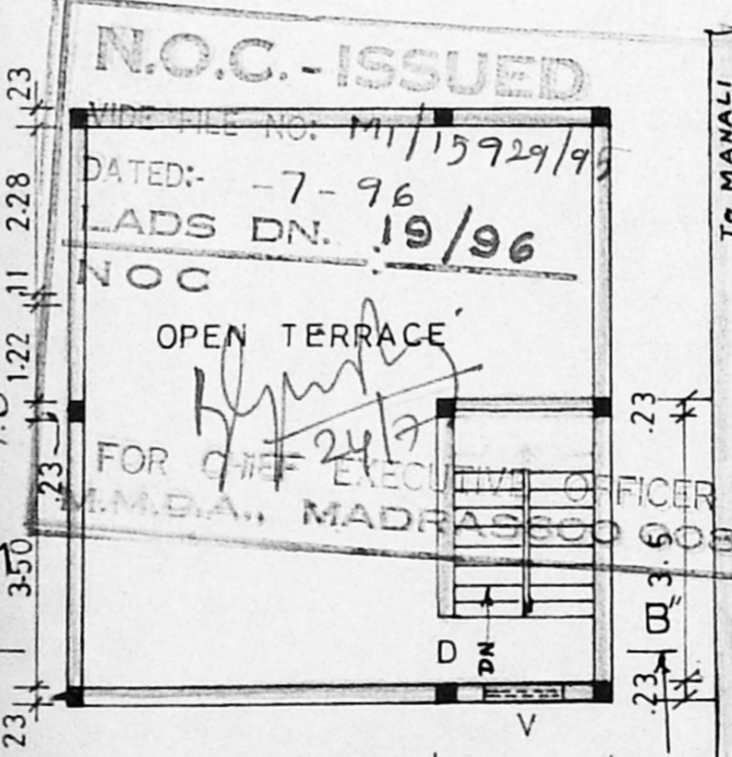 N.O.C. - ISSUED
VIDE FILE NO: M1/15929/95
DATED:- -7-96
LADS DN. 19/96
NOC
OPEN TERRACE
24/7
FOR CHIEF EXECUTIVE OFFICER
M.M.D.A., MADRAS 600 008
.23
2.28
.11
1.22
.23
3.50
.23
.23
3.5
"B"
.23
D
DN
V
To MANALI